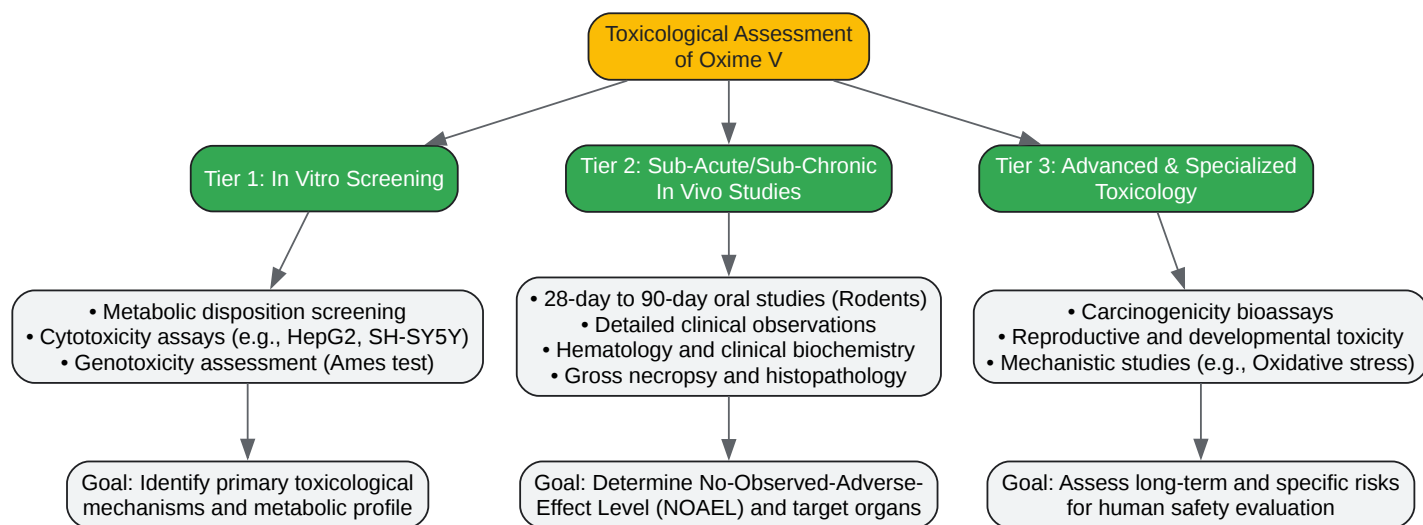 Toxicological Assessment
of Oxime V
Tier 1: In Vitro Screening
Tier 2: Sub-Acute/Sub-Chronic
In Vivo Studies
Tier 3: Advanced & Specialized
Toxicology
• Metabolic disposition screening
• Cytotoxicity assays (e.g., HepG2, SH-SY5Y)
• Genotoxicity assessment (Ames test)
• 28-day to 90-day oral studies (Rodents)
• Detailed clinical observations
• Hematology and clinical biochemistry
• Gross necropsy and histopathology
• Carcinogenicity bioassays
• Reproductive and developmental toxicity
• Mechanistic studies (e.g., Oxidative stress)
Goal: Identify primary toxicological
mechanisms and metabolic profile
Goal: Determine No-Observed-Adverse-
Effect Level (NOAEL) and target organs
Goal: Assess long-term and specific risks
for human safety evaluation